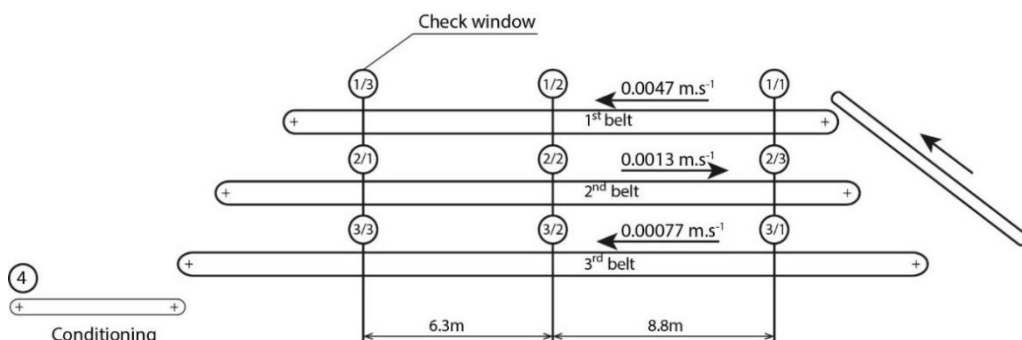 Check window
1/3 1/2 1/1
0.0047 m.s⁻¹
1st belt
2/1 2/2 2/3
0.0013 m.s⁻¹
2nd belt
3/3 3/2 3/1
0.00077 m.s⁻¹
3rd belt
4
Conditioning
6.3m 8.8m